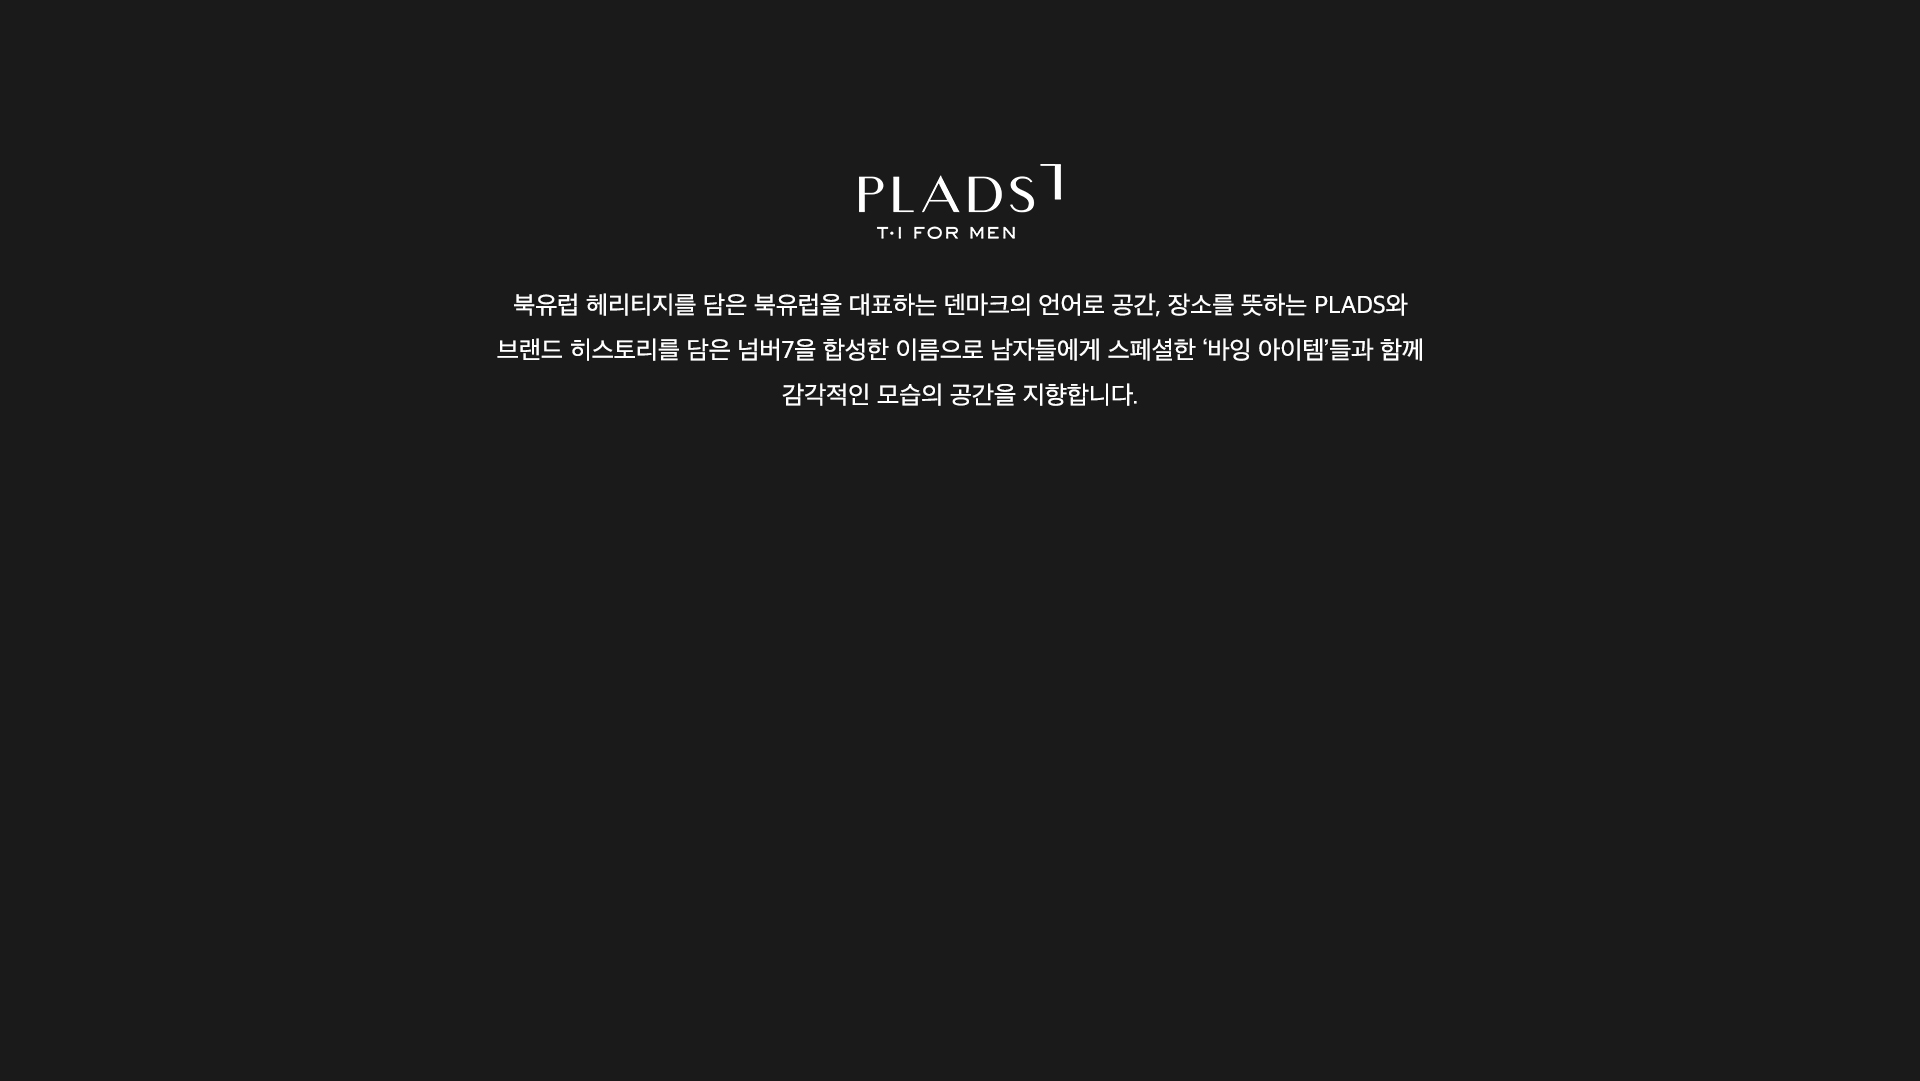 PLADS7
T·I FOR MEN
북유럽 헤리티지를 담은 북유럽을 대표하는 덴마크의 언어로 공간, 장소를 뜻하는 PLADS와
브랜드 히스토리를 담은 넘버7을 합성한 이름으로 남자들에게 스페셜한 ‘바잉 아이템’들과 함께
감각적인 모습의 공간을 지향합니다.